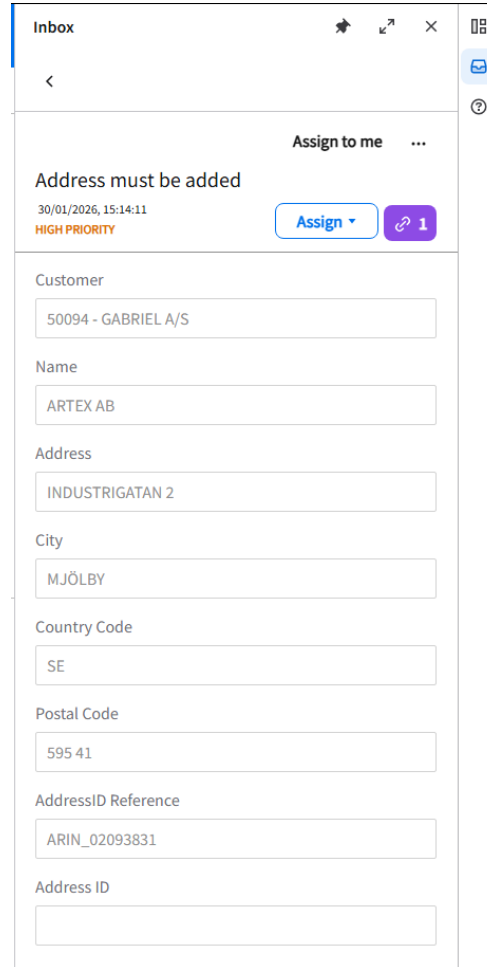 Inbox
Assign to me
Address must be added
30/01/2026, 15:14:11
HIGH PRIORITY
Assign
1
Customer
50094 - GABRIEL A/S
Name
ARTEX AB
Address
INDUSTRIGATAN 2
City
MJÖLBY
Country Code
SE
Postal Code
595 41
AddressID Reference
ARIN_02093831
Address ID